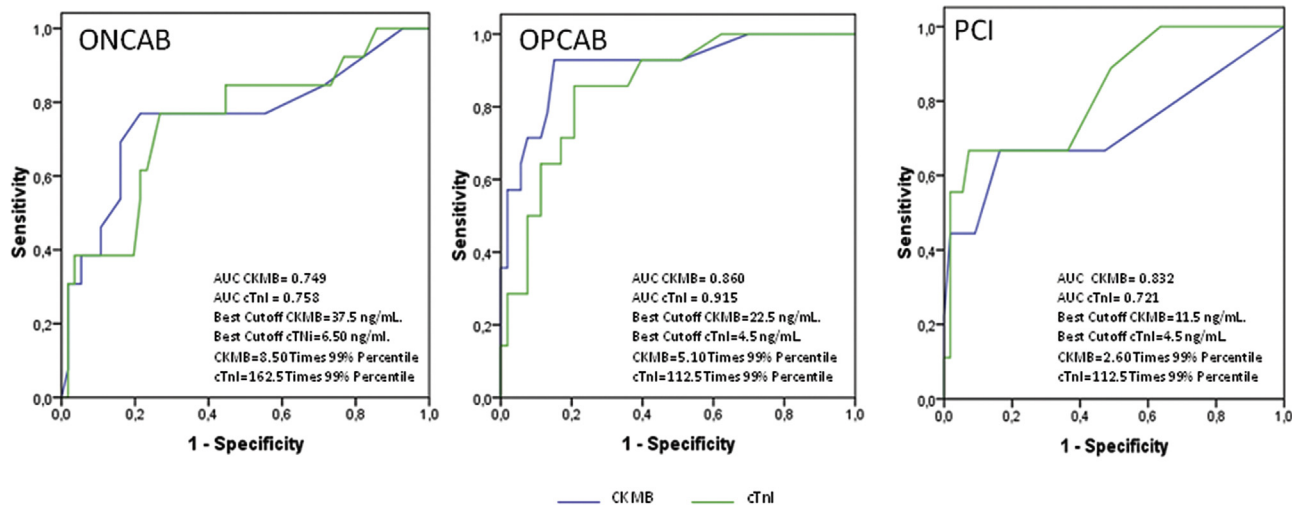 ONCAB
1,0
0,8
0,6
0,4
0,2
0,0
Sensitivity
AUC CKMB= 0.749
AUC cTnI = 0.758
Best Cutoff CKMB=37.5 ng/mL.
Best Cutoff cTNi=6.50 ng/ml.
CKMB=8.50 Times 99% Percentile
cTnI=162.5 Times 99% Percentile
0,0 0,2 0,4 0,6 0,8 1,0
1 - Specificity
OPCAB
1,0
0,8
0,6
0,4
0,2
0,0
Sensitivity
AUC CKMB= 0.860
AUC cTnI = 0.915
Best Cutoff CKMB=22.5 ng/mL.
Best Cutoff cTnI=4.5 ng/mL
CKMB=5.10 Times 99% Percentile
cTnI=112.5 Times 99% Percentile
0,0 0,2 0,4 0,6 0,8 1,0
1 - Specificity
PCI
1,0
0,8
0,6
0,4
0,2
0,0
Sensitivity
AUC CKMB= 0.832
AUC cTnI= 0.721
Best Cutoff CKMB=11.5 ng/mL.
Best Cutoff cTnI=4.5 ng/mL
CKMB=2.60 Times 99% Percentile
cTnI=112.5 Times 99% Percentile
0,0 0,2 0,4 0,6 0,8 1,0
1 - Specificity
CKMB cTnI